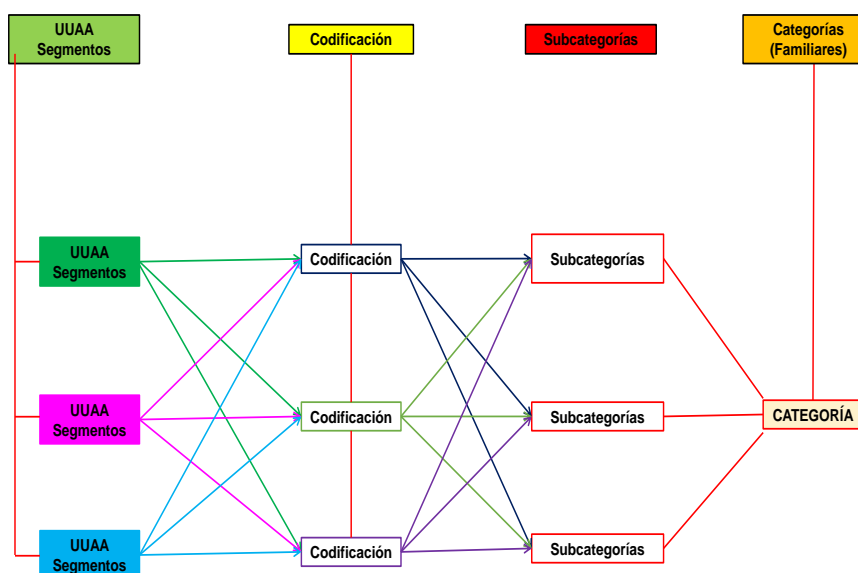 UUAA
Segmentos
Codificación
Subcategorías
Categorías
(Familiares)
UUAA
Segmentos
Codificación
Subcategorías
UUAA
Segmentos
Codificación
Subcategorías
CATEGORÍA
UUAA
Segmentos
Codificación
Subcategorías